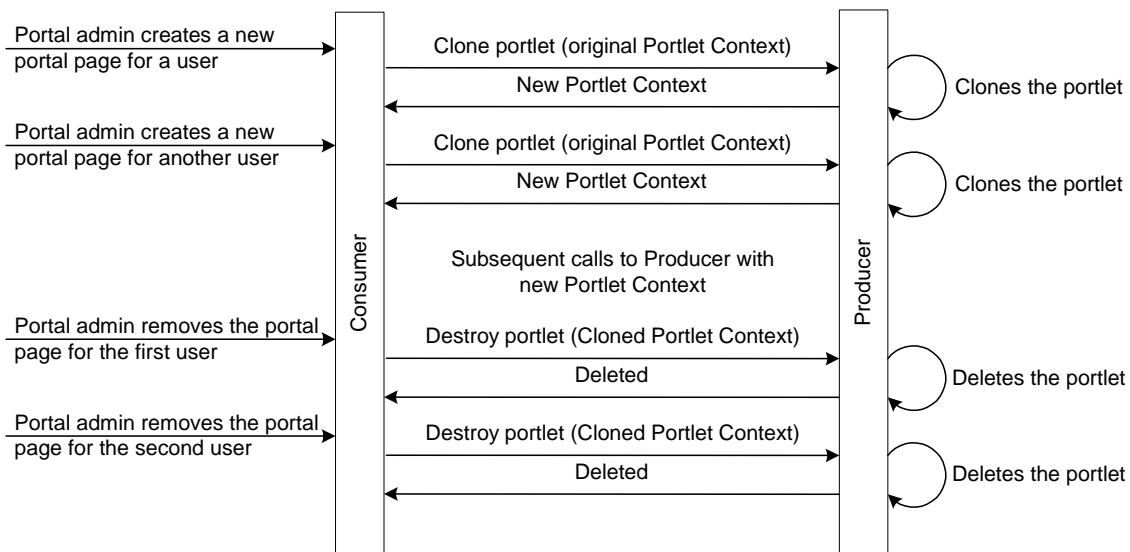 Portal admin creates a new
portal page for a user
Clone portlet (original Portlet Context)
New Portlet Context
Clones the portlet
Portal admin creates a new
portal page for another user
Clone portlet (original Portlet Context)
New Portlet Context
Clones the portlet
Consumer
Subsequent calls to Producer with
new Portlet Context
Producer
Portal admin removes the portal
page for the first user
Destroy portlet (Cloned Portlet Context)
Deleted
Deletes the portlet
Portal admin removes the portal
page for the second user
Destroy portlet (Cloned Portlet Context)
Deleted
Deletes the portlet